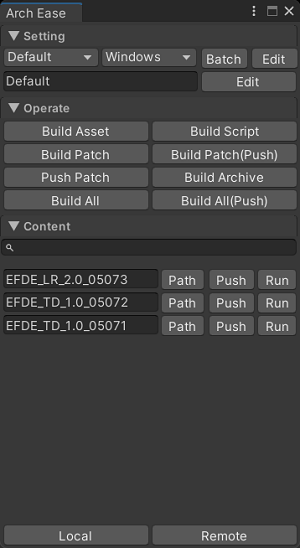 Arch Ease
Setting
Default Windows Batch Edit
Default Edit
Operate
Build Asset Build Script
Build Patch Build Patch(Push)
Push Patch Build Archive
Build All Build All(Push)
Content
EFDE_LR_2.0_05073 Path Push Run
EFDE_TD_1.0_05072 Path Push Run
EFDE_TD_1.0_05071 Path Push Run
Local Remote